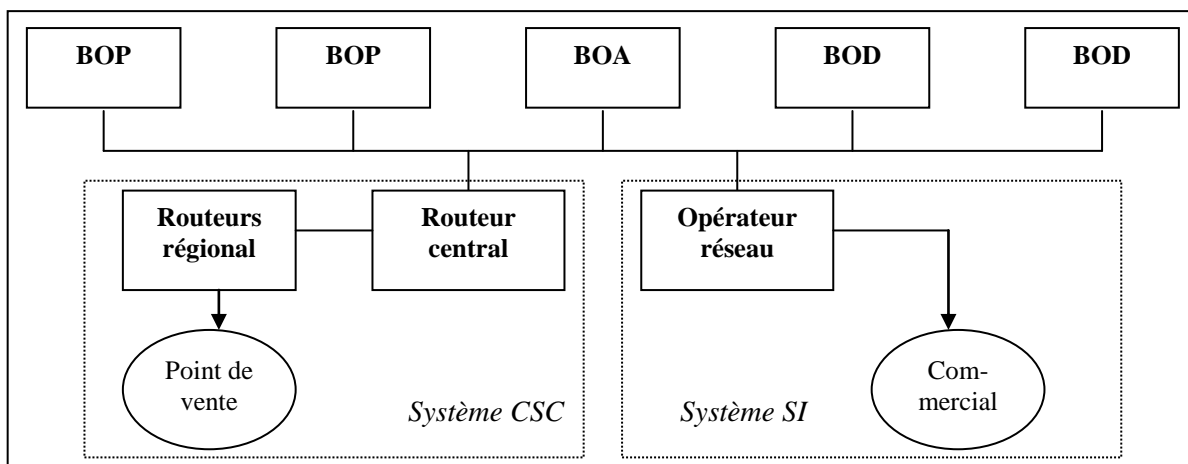 BOP
BOP
BOA
BOD
BOD
Routeurs
régional
Routeur
central
Opérateur
réseau
Point de
vente
Système CSC
Système SI
Com-
mercial